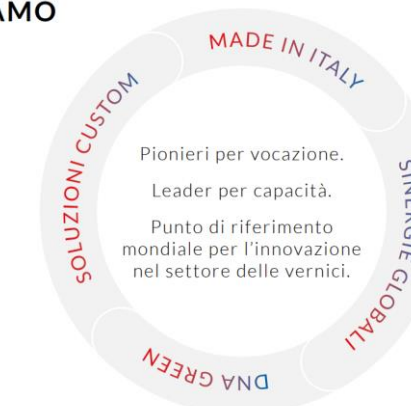 AMO
MADE IN ITALY
SOLUZIONI CUSTOM
SINERGIE GLOBALI
DNA GREEN
Pionieri per vocazione.
Leader per capacità.
Punto di riferimento
mondiale per l'innovazione
nel settore delle vernici.